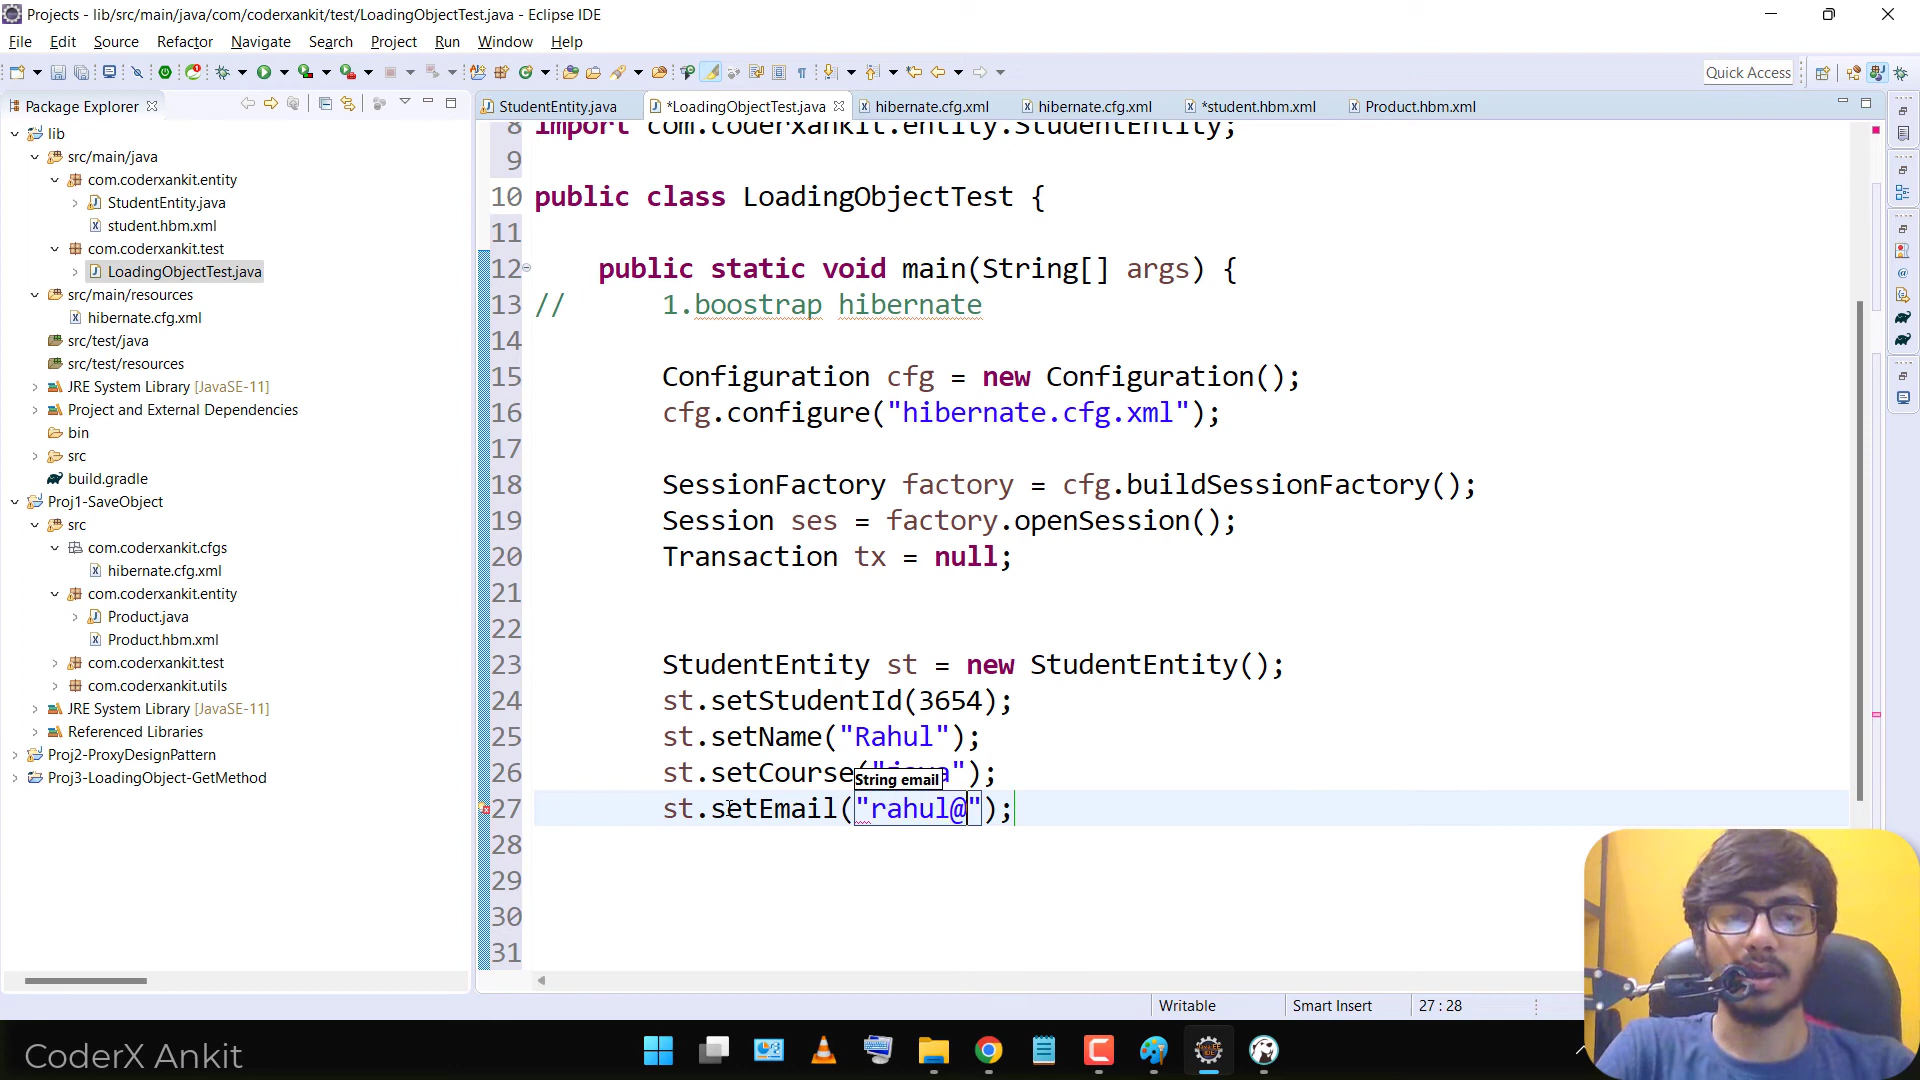 Projects - lib/src/main/java/com/coderxankit/test/LoadingObjectTest.java - Eclipse IDE
File Edit Source Refactor Navigate Search Project Run Window Help
Quick Access
Package Explorer
StudentEntity.java *LoadingObjectTest.java hibernate.cfg.xml hibernate.cfg.xml *student.hbm.xml Product.hbm.xml
lib
src/main/java
com.coderxankit.entity
StudentEntity.java
student.hbm.xml
com.coderxankit.test
LoadingObjectTest.java
src/main/resources
hibernate.cfg.xml
src/test/java
src/test/resources
JRE System Library [JavaSE-11]
Project and External Dependencies
bin
src
build.gradle
Proj1-SaveObject
src
com.coderxankit.cfgs
hibernate.cfg.xml
com.coderxankit.entity
Product.java
Product.hbm.xml
com.coderxankit.test
com.coderxankit.utils
JRE System Library [JavaSE-11]
Referenced Libraries
Proj2-ProxyDesignPattern
Proj3-LoadingObject-GetMethod
8 import com.coderxankit.entity.StudentEntity;
9
10 public class LoadingObjectTest {
11
12 public static void main(String[] args) {
13 // 1.boostrap hibernate
14
15 Configuration cfg = new Configuration();
16 cfg.configure("hibernate.cfg.xml");
17
18 SessionFactory factory = cfg.buildSessionFactory();
19 Session ses = factory.openSession();
20 Transaction tx = null;
21
22
23 StudentEntity st = new StudentEntity();
24 st.setStudentId(3654);
25 st.setName("Rahul");
26 st.setCourse("java");
String email
27 st.setEmail("rahul@");
28
29
30
31
Writable Smart Insert 27 : 28
CoderX Ankit